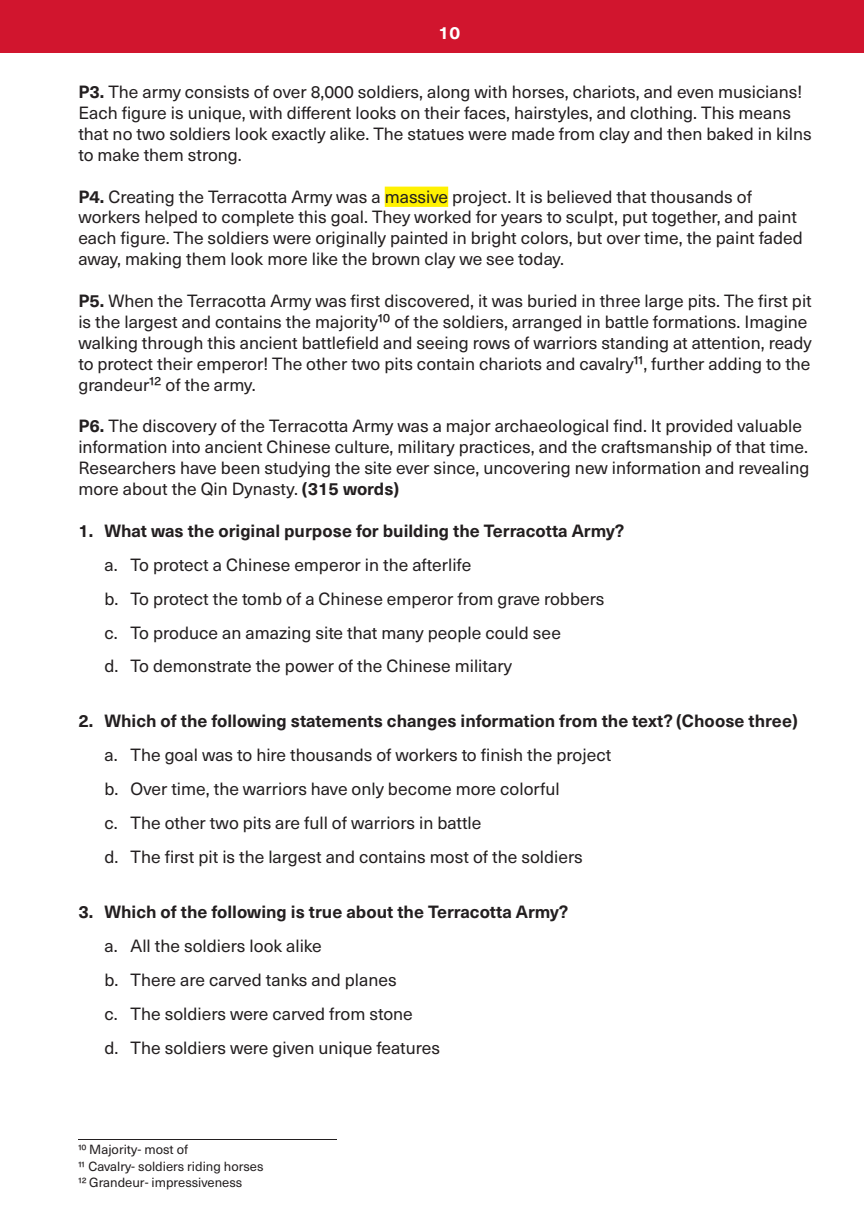 10
P3. The army consists of over 8,000 soldiers, along with horses, chariots, and even musicians!
Each figure is unique, with different looks on their faces, hairstyles, and clothing. This means
that no two soldiers look exactly alike. The statues were made from clay and then baked in kilns
to make them strong.
P4. Creating the Terracotta Army was a massive project. It is believed that thousands of
workers helped to complete this goal. They worked for years to sculpt, put together, and paint
each figure. The soldiers were originally painted in bright colors, but over time, the paint faded
away, making them look more like the brown clay we see today.
P5. When the Terracotta Army was first discovered, it was buried in three large pits. The first pit
is the largest and contains the majority¹⁰ of the soldiers, arranged in battle formations. Imagine
walking through this ancient battlefield and seeing rows of warriors standing at attention, ready
to protect their emperor! The other two pits contain chariots and cavalry¹¹, further adding to the
grandeur¹² of the army.
P6. The discovery of the Terracotta Army was a major archaeological find. It provided valuable
information into ancient Chinese culture, military practices, and the craftsmanship of that time.
Researchers have been studying the site ever since, uncovering new information and revealing
more about the Qin Dynasty. (315 words)
1. What was the original purpose for building the Terracotta Army?
a. To protect a Chinese emperor in the afterlife
b. To protect the tomb of a Chinese emperor from grave robbers
c. To produce an amazing site that many people could see
d. To demonstrate the power of the Chinese military
2. Which of the following statements changes information from the text? (Choose three)
a. The goal was to hire thousands of workers to finish the project
b. Over time, the warriors have only become more colorful
c. The other two pits are full of warriors in battle
d. The first pit is the largest and contains most of the soldiers
3. Which of the following is true about the Terracotta Army?
a. All the soldiers look alike
b. There are carved tanks and planes
c. The soldiers were carved from stone
d. The soldiers were given unique features
¹⁰ Majority- most of
¹¹ Cavalry- soldiers riding horses
¹² Grandeur- impressiveness